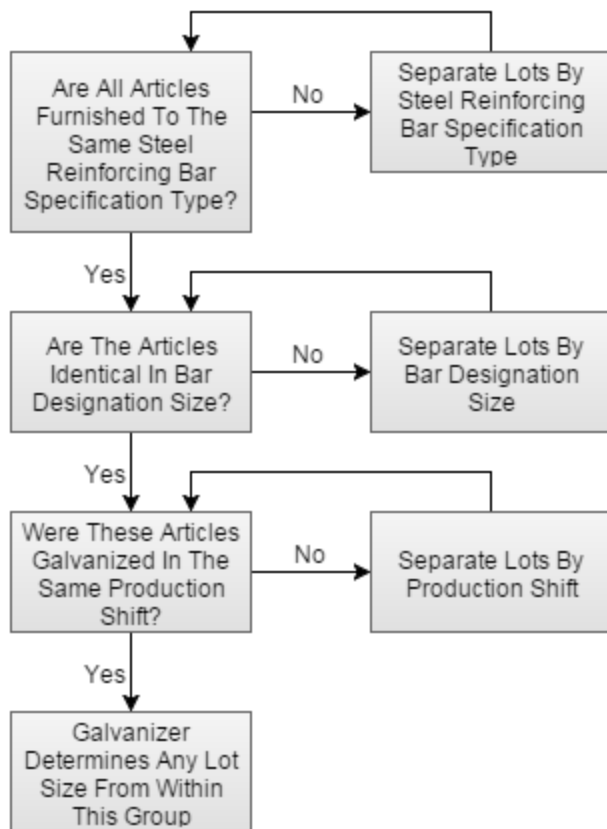 Are All Articles
Furnished To The
Same Steel
Reinforcing Bar
Specification Type?
No
Separate Lots By
Steel Reinforcing
Bar Specification
Type
Yes
Are The Articles
Identical In Bar
Designation Size?
No
Separate Lots By
Bar Designation
Size
Yes
Were These Articles
Galvanized In The
Same Production
Shift?
No
Separate Lots By
Production Shift
Yes
Galvanizer
Determines Any Lot
Size From Within
This Group